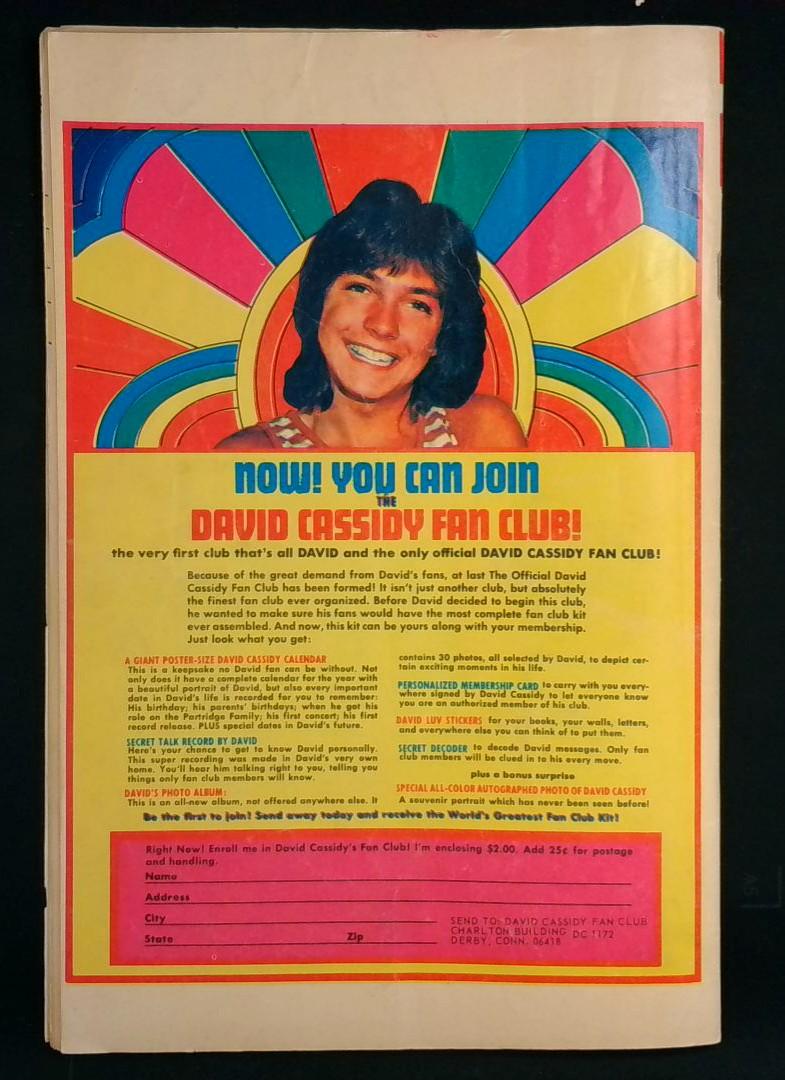 NOW! YOU CAN JOIN
THE
DAVID CASSIDY FAN CLUB!
the very first club that's all DAVID and the only official DAVID CASSIDY FAN CLUB!
Because of the great demand from David's fans, at last The Official David
Cassidy Fan Club has been formed! It isn't just another club, but absolutely
the finest fan club ever organized. Before David decided to begin this club,
he wanted to make sure his fans would have the most complete fan club kit
ever assembled. And now, this kit can be yours along with your membership.
Just look what you get:
A GIANT POSTER-SIZE DAVID CASSIDY CALENDAR
This is a keepsake no David fan can be without. Not
only does it have a complete calendar for the year with
a beautiful portrait of David, but also every important
date in David's life is recorded for you to remember:
His birthday; his parents' birthdays; when he got his
role on the Partridge Family; his first concert; his first
record release. PLUS special dates in David's future.
SECRET TALK RECORD BY DAVID
Here's your chance to get to know David personally.
This super recording was made in David's very own
home. You'll hear him talking right to you, telling you
things only fan club members will know.
DAVID'S PHOTO ALBUM:
This is an all-new album, not offered anywhere else. It
contains 30 photos, all selected by David, to depict cer-
tain exciting moments in his life.
PERSONALIZED MEMBERSHIP CARD to carry with you every-
where signed by David Cassidy to let everyone know
you are an authorized member of his club.
DAVID LUV STICKERS for your books, your walls, letters,
and everywhere else you can think of to put them.
SECRET DECODER to decode David messages. Only fan
club members will be clued in to his every move.
plus a bonus surprise
SPECIAL ALL-COLOR AUTOGRAPHED PHOTO OF DAVID CASSIDY
A souvenir portrait which has never been seen before!
Be the first to join! Send away today and receive the World's Greatest Fan Club Kit!
Right Now! Enroll me in David Cassidy's Fan Club! I'm enclosing $2.00. Add 25¢ for postage
and handling.
Name
Address
City
State Zip
SEND TO: DAVID CASSIDY FAN CLUB
CHARLTON BUILDING DC 1172
DERBY, CONN. 06418